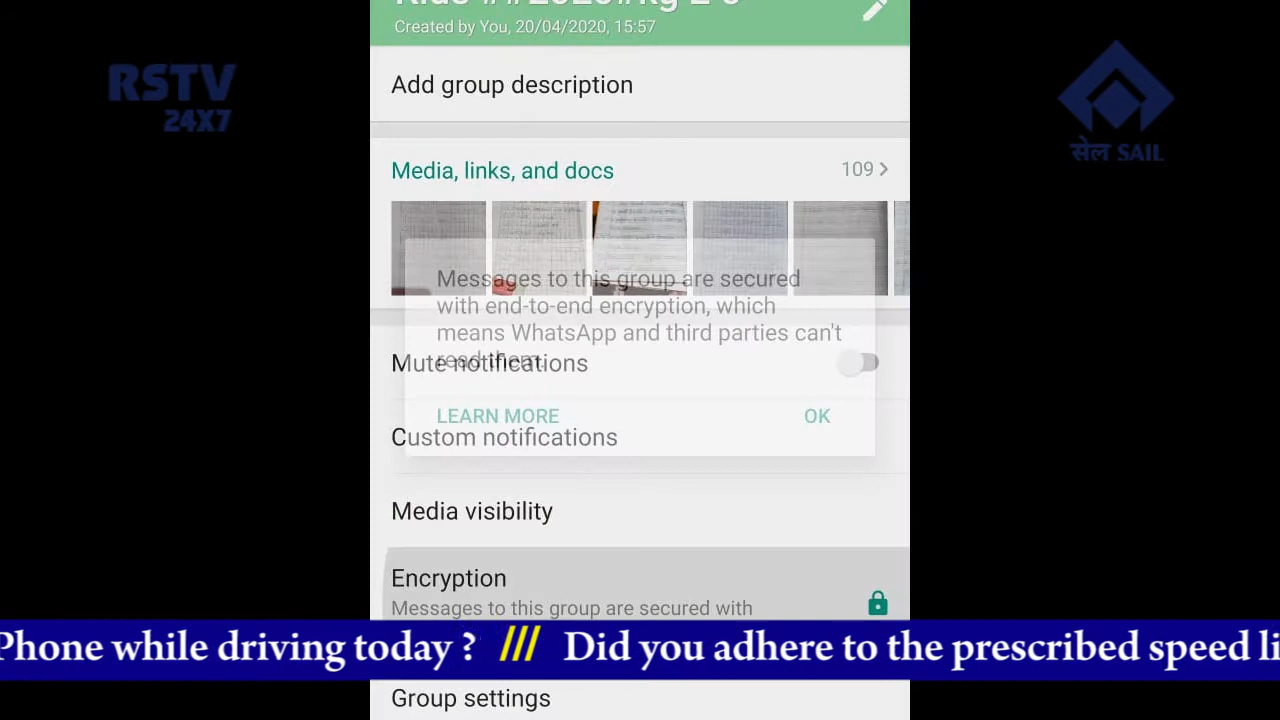 Created by You, 20/04/2020, 15:57
RSTV
24X7
सेल SAIL
Add group description
Media, links, and docs
109
Messages to this group are secured
with end-to-end encryption, which
means WhatsApp and third parties can't
read them.
Mute notifications
LEARN MORE
OK
Custom notifications
Media visibility
Encryption
Messages to this group are secured with
Phone while driving today ? /// Did you adhere to the prescribed speed li
Group settings